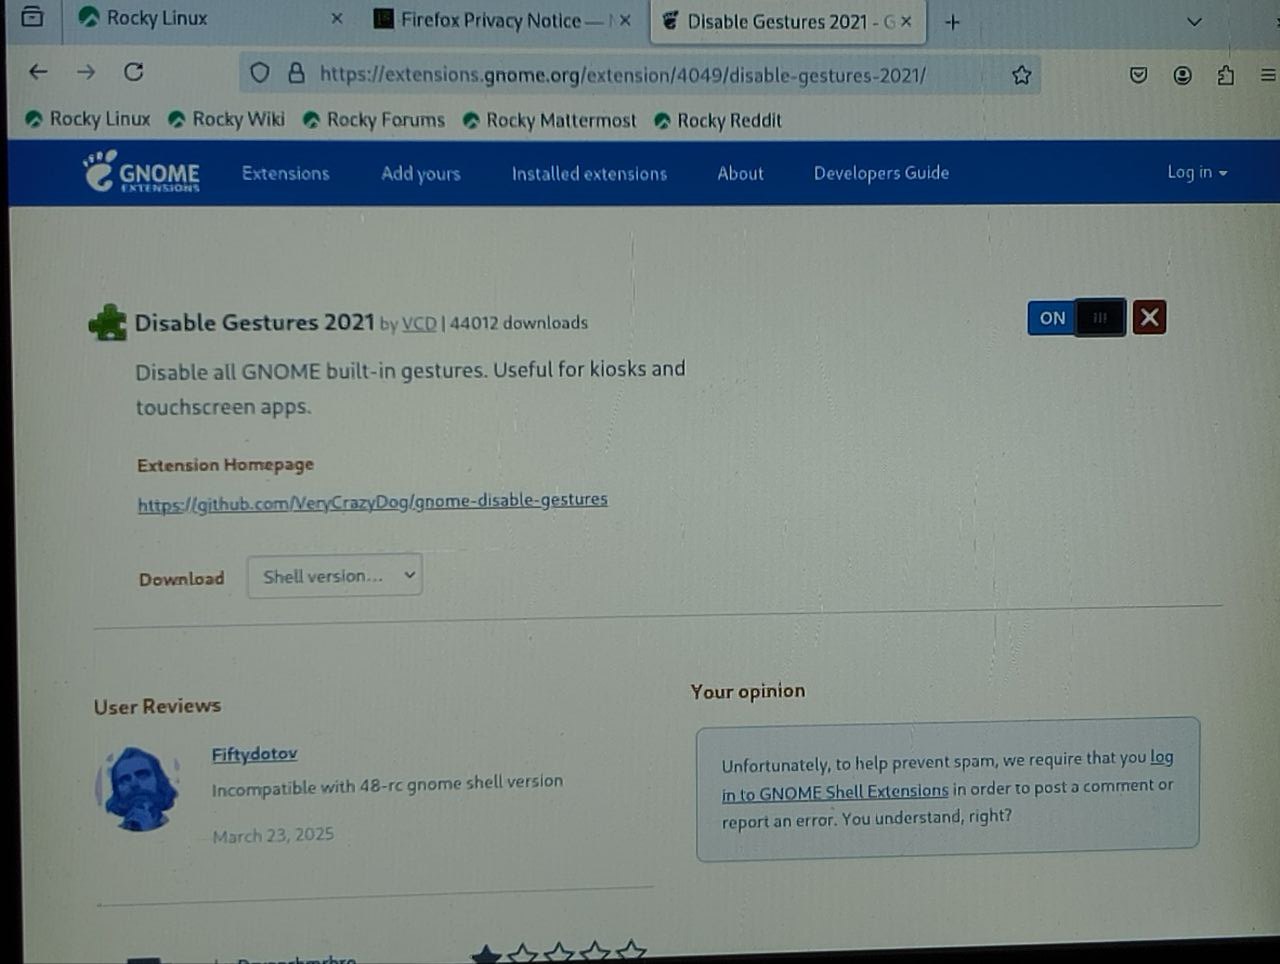 Rocky Linux
Firefox Privacy Notice —
Disable Gestures 2021 - G
https://extensions.gnome.org/extension/4049/disable-gestures-2021/
Rocky Linux Rocky Wiki Rocky Forums Rocky Mattermost Rocky Reddit
GNOME
EXTENSIONS
Extensions Add yours Installed extensions About Developers Guide Log in
Disable Gestures 2021 by VCD | 44012 downloads
ON
Disable all GNOME built-in gestures. Useful for kiosks and
touchscreen apps.
Extension Homepage
https://github.com/VeryCrazyDog/gnome-disable-gestures
Download Shell version...
User Reviews
Fiftydotov
Incompatible with 48-rc gnome shell version
March 23, 2025
Your opinion
Unfortunately, to help prevent spam, we require that you log
in to GNOME Shell Extensions in order to post a comment or
report an error. You understand, right?